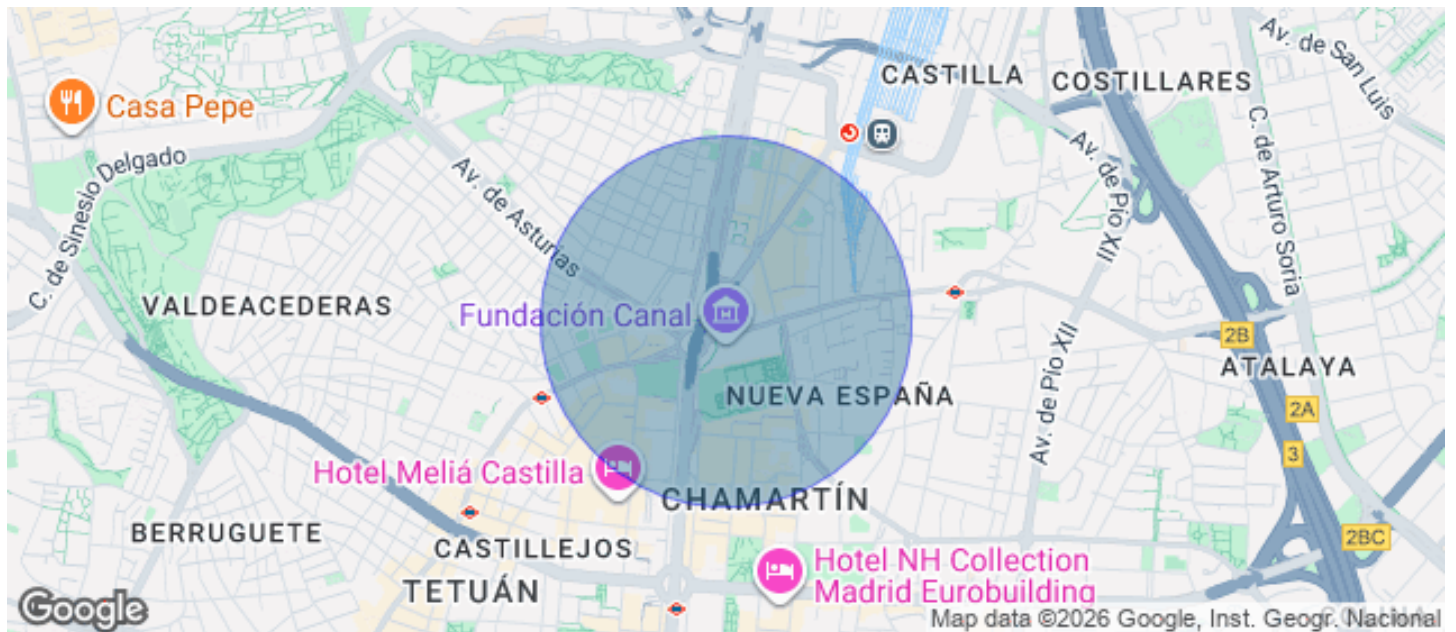 Av. de San Luis
CASTILLA
COSTILLARES
Casa Pepe
C. de Sinesio Delgado
Av. de Asturias
Av. de Pío XII
C. de Arturo Soria
VALDEACEDERAS
Fundación Canal
2B
ATALAYA
NUEVA ESPAÑA
Av. de Pío XII
2A
3
Hotel Meliá Castilla
CHAMARTÍN
BERRUGUETE
CASTILLEJOS
2BC
TETUÁN
Hotel NH Collection
Madrid Eurobuilding
Google
Map data ©2026 Google, Inst. Geogr. Nacional